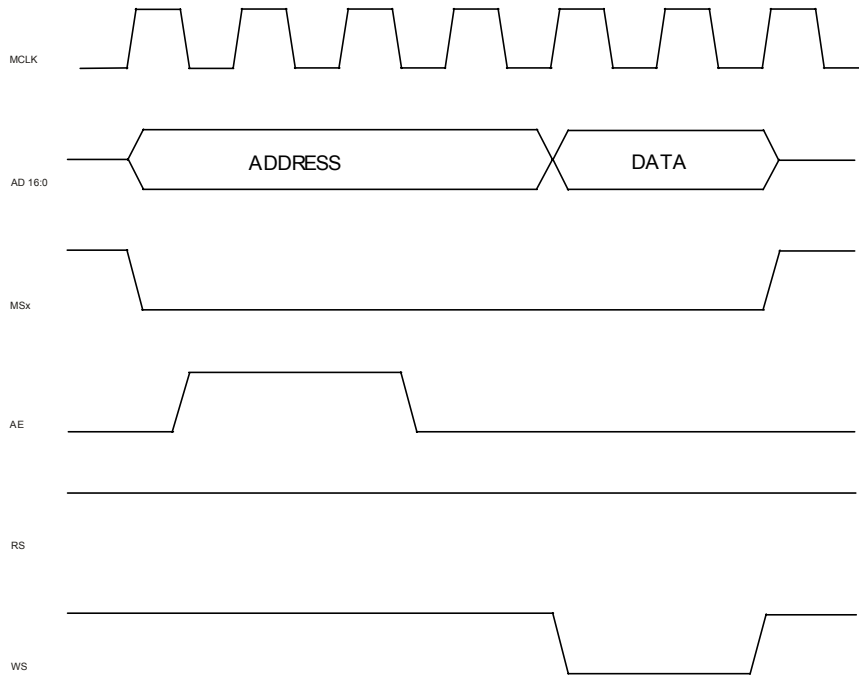 MCLK
ADDRESS DATA
AD 16:0
MSx
AE
RS
WS